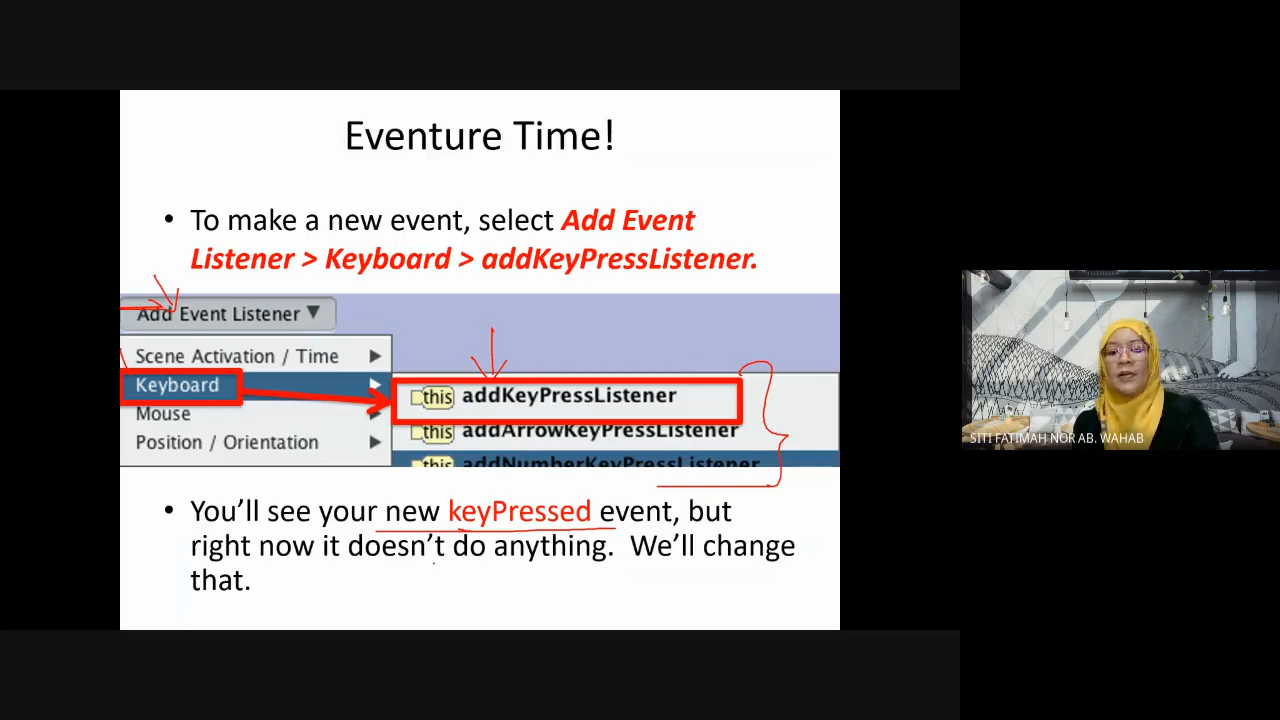 Eventure Time!
• To make a new event, select Add Event
Listener > Keyboard > addKeyPressListener.
Add Event Listener ▼
Scene Activation / Time ▶
Keyboard ▶
Mouse
Position / Orientation ▶
this addKeyPressListener
this addArrowKeyPressListener
this addNumberKeyPressListener
• You’ll see your new keyPressed event, but
right now it doesn’t do anything. We’ll change
that.
SITI FATIMAH NOR AB. WAHAB